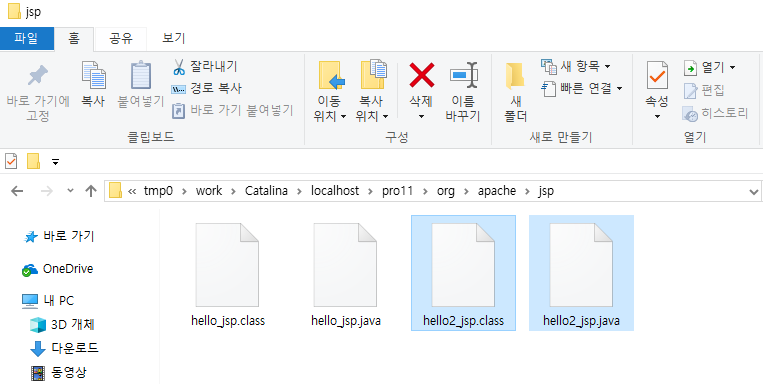 jsp
파일 홈 공유 보기
바로 가기에 고정
복사
붙여넣기
잘라내기
경로 복사
바로 가기 붙여넣기
클립보드
이동 위치
복사 위치
삭제
이름 바꾸기
구성
새 폴더
새 항목
빠른 연결
새로 만들기
속성
열기
편집
히스토리
열기
« tmp0 > work > Catalina > localhost > pro11 > org > apache > jsp
바로 가기
OneDrive
내 PC
3D 개체
다운로드
동영상
hello_jsp.class
hello_jsp.java
hello2_jsp.class
hello2_jsp.java